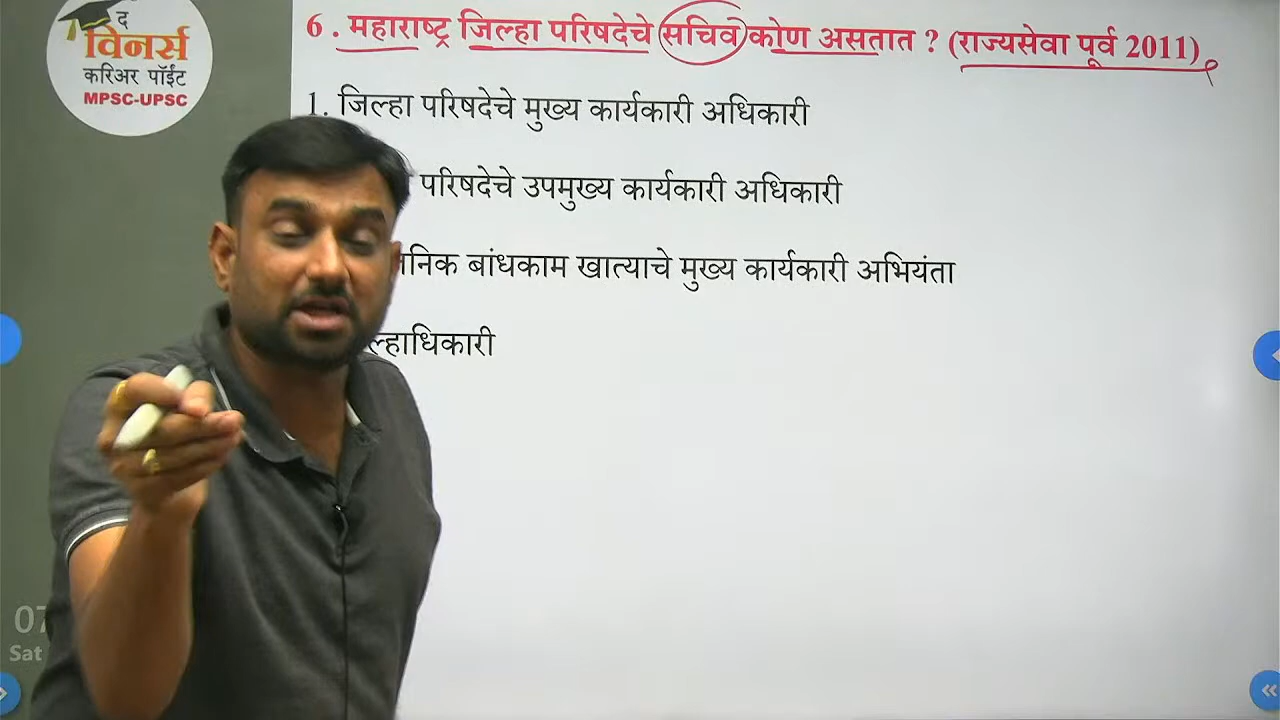 द
विनर्स
करिअर पॉईंट
MPSC-UPSC
6 . महाराष्ट्र जिल्हा परिषदेचे सचिव कोण असतात ? (राज्यसेवा पूर्व 2011)
1. जिल्हा परिषदेचे मुख्य कार्यकारी अधिकारी
परिषदेचे उपमुख्य कार्यकारी अधिकारी
निक बांधकाम खात्याचे मुख्य कार्यकारी अभियंता
ल्हाधिकारी
07
Sat